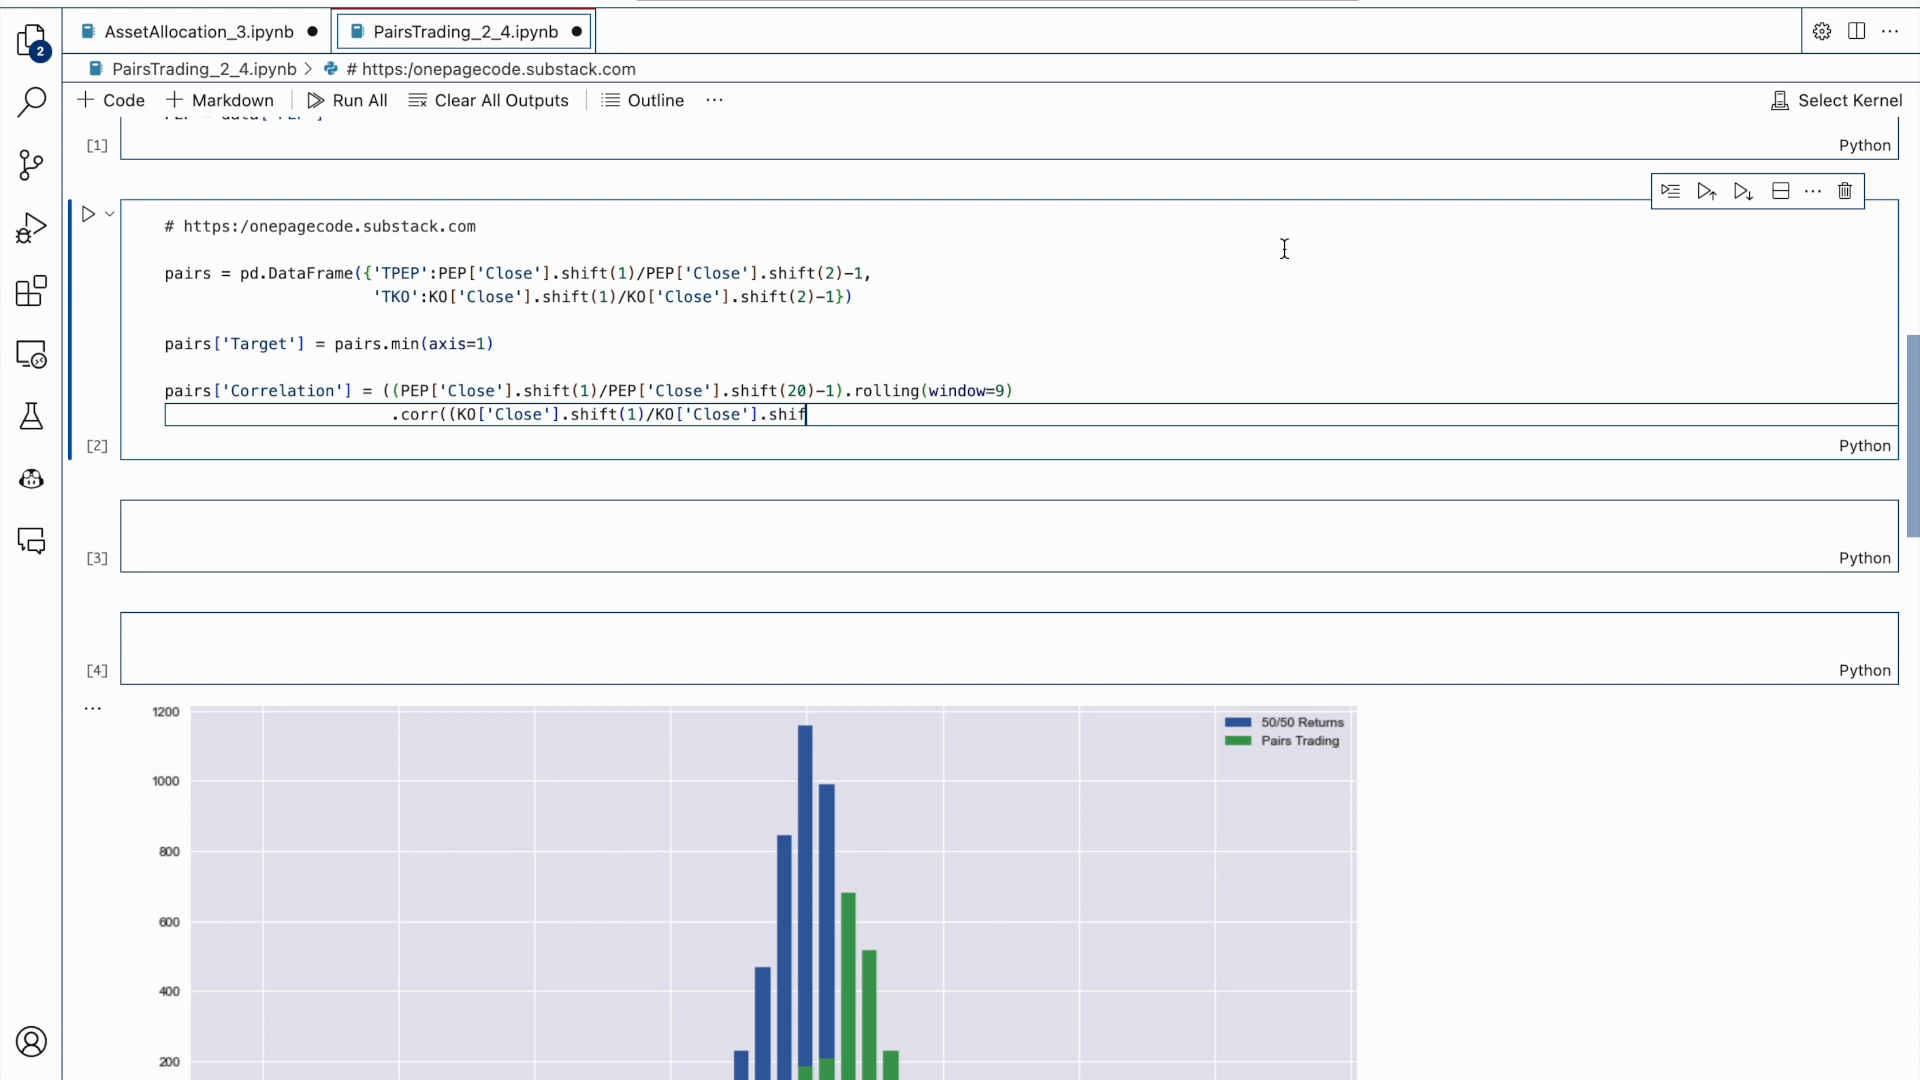 AssetAllocation_3.ipynb
PairsTrading_2_4.ipynb
2
PairsTrading_2_4.ipynb > # https:/onepagecode.substack.com
Code Markdown Run All Clear All Outputs Outline ...
Select Kernel
[1]
Python
# https:/onepagecode.substack.com
pairs = pd.DataFrame({'TPEP':PEP['Close'].shift(1)/PEP['Close'].shift(2)-1,
'TKO':KO['Close'].shift(1)/KO['Close'].shift(2)-1})
pairs['Target'] = pairs.min(axis=1)
pairs['Correlation'] = ((PEP['Close'].shift(1)/PEP['Close'].shift(20)-1).rolling(window=9)
.corr((KO['Close'].shift(1)/KO['Close'].shif
[2]
Python
[3]
Python
[4]
Python
...
1200
50/50 Returns
Pairs Trading
1000
800
600
400
200